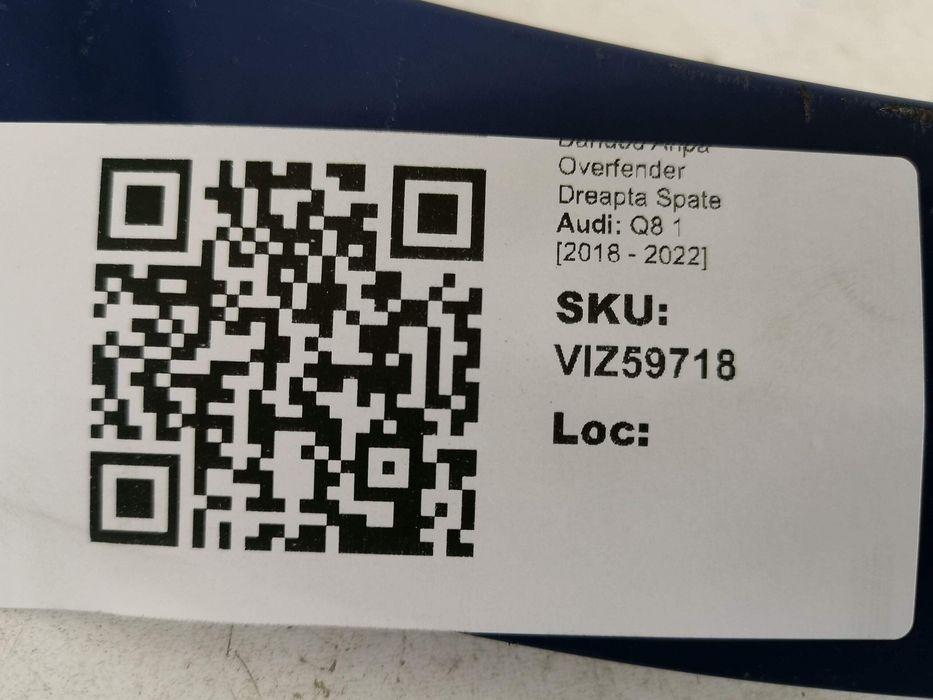 Overfender
Dreapta Spate
Audi: Q8 1
[2018 - 2022]
SKU:
VIZ59718
Loc: